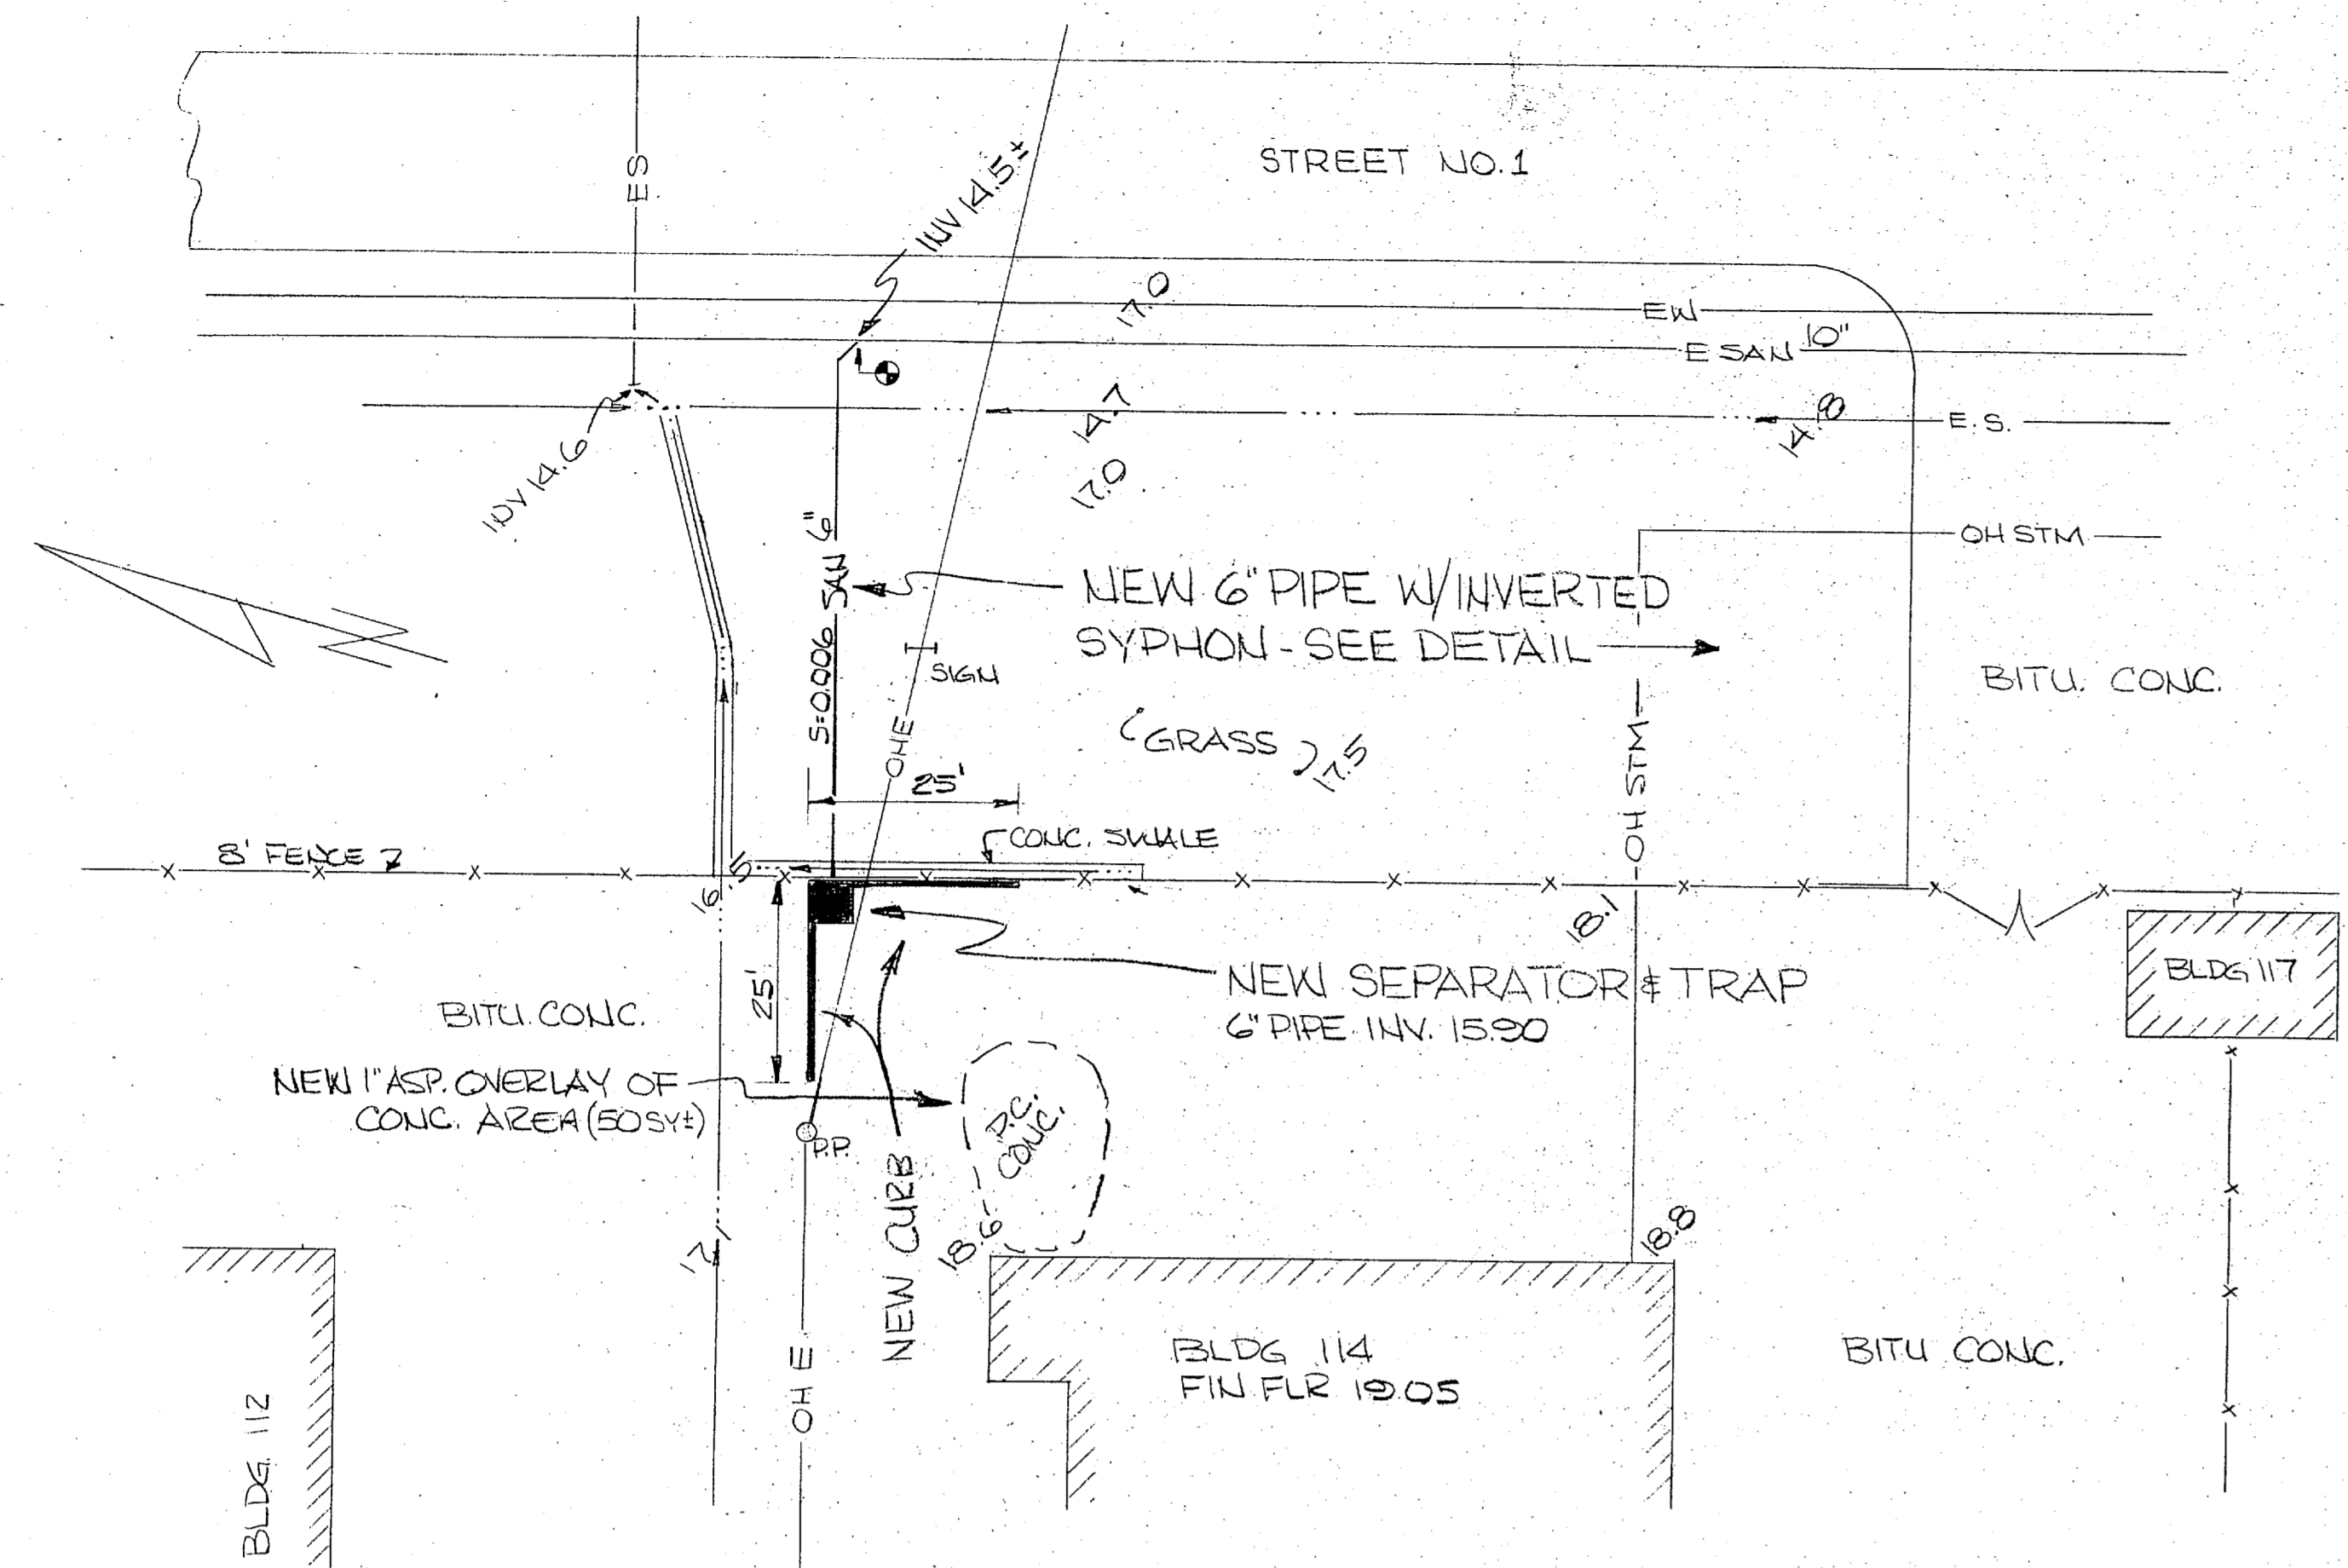 STREET NO.1
ES
INV 14.5±
17.0
EW
E SAN 10"
14.7
14.8
E.S.
INV 14.6
17.0
OH STM
S=0.006 SAN 6"
NEW 6" PIPE W/INVERTED
SYPHON - SEE DETAIL
SIGN
BITU. CONC.
OHE
GRASS
17.5
OH STM
25'
CONC. SWALE
8' FENCE
16.5
18.1
NEW SEPARATOR & TRAP
6" PIPE INV. 15.90
BLDG 117
25'
BITU. CONC.
NEW 1" ASP. OVERLAY OF
CONC. AREA (50 SY±)
P.C.
CONC.
P.P.
NEW CURB
18.6
18.8
OHE
BLDG 114
FIN FLR 19.05
BITU CONC.
BLDG. 112